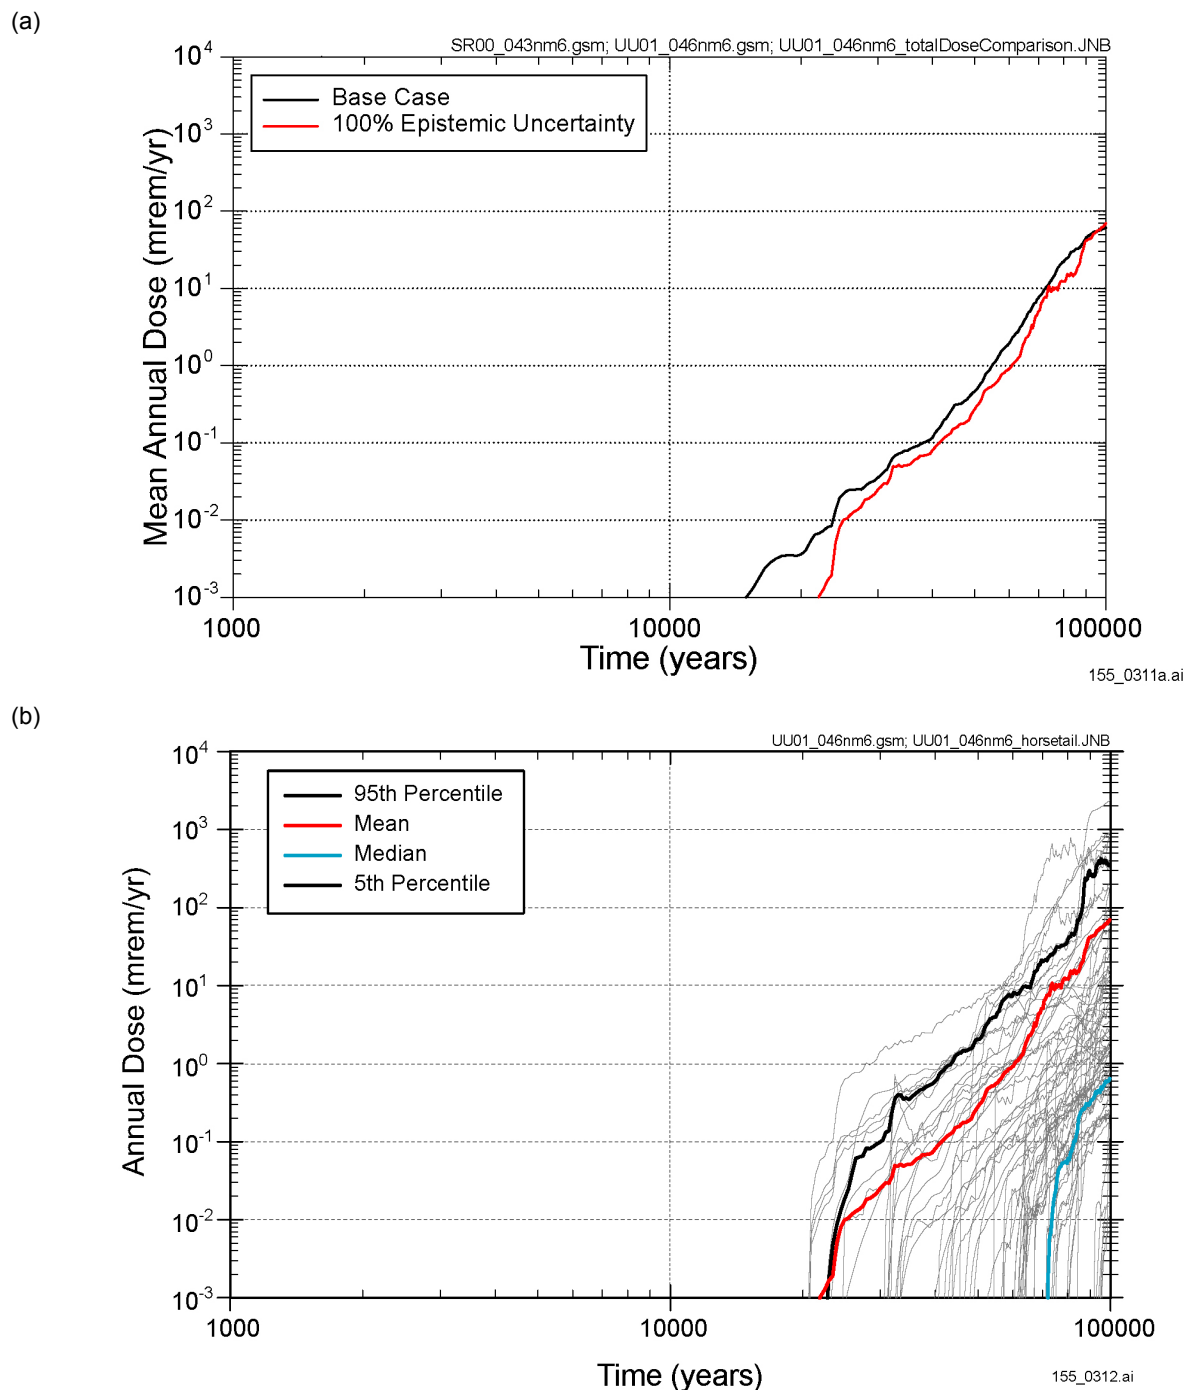 (a)
SR00_043nm6.gsm; UU01_046nm6.gsm; UU01_046nm6_totalDoseComparison.JNB
Base Case
100% Epistemic Uncertainty
Mean Annual Dose (mrem/yr)
10^4
10^3
10^2
10^1
10^0
10^-1
10^-2
10^-3
1000 10000 100000
Time (years)
155_0311a.ai
(b)
UU01_046nm6.gsm; UU01_046nm6_horsetail.JNB
95th Percentile
Mean
Median
5th Percentile
Annual Dose (mrem/yr)
10^4
10^3
10^2
10^1
10^0
10^-1
10^-2
10^-3
1000 10000 100000
Time (years)
155_0312.ai